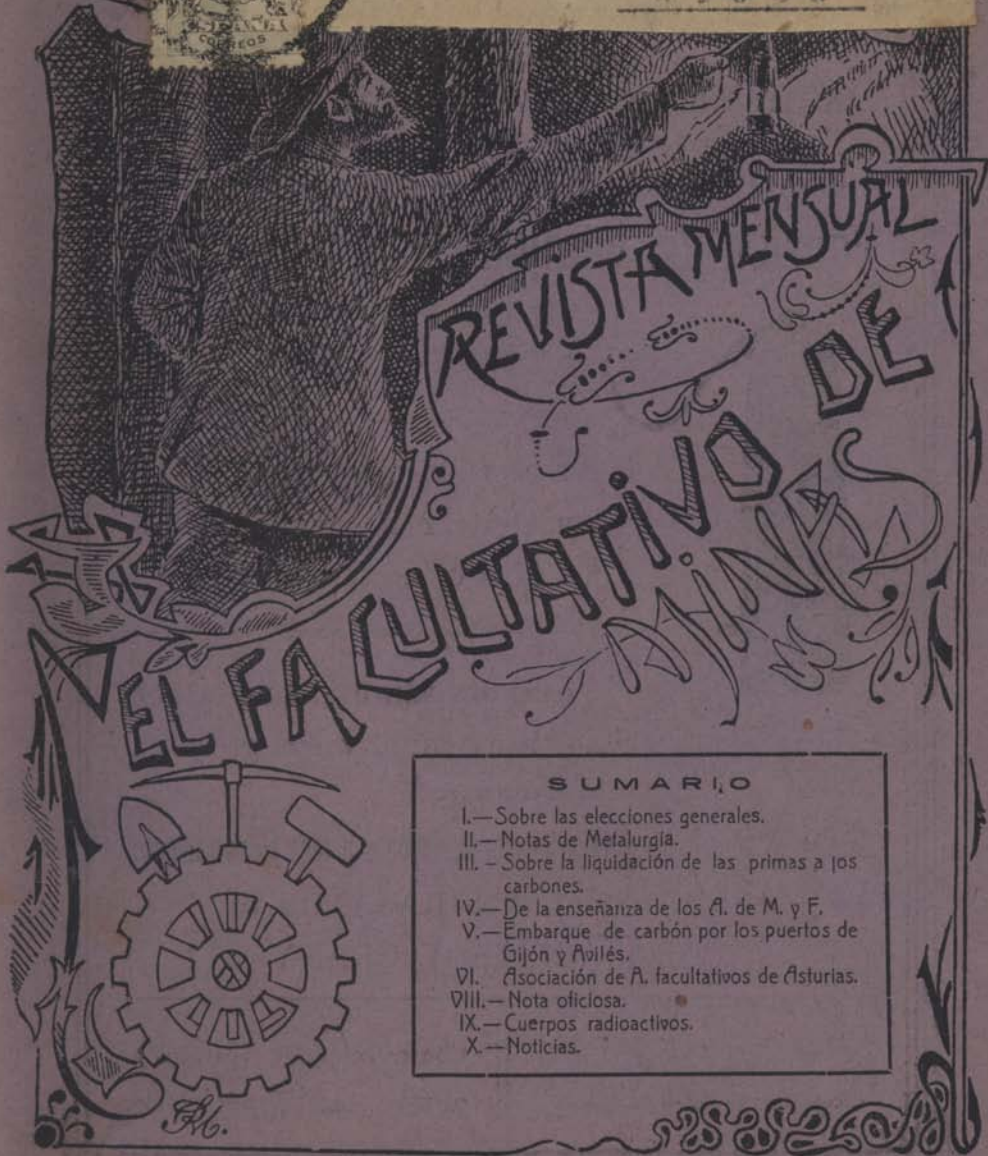 CORREOS
REVISTA MENSUAL
EL FACULTATIVO DE
MINAS
SUMARIO
I.—Sobre las elecciones generales.
II.—Notas de Metalurgia.
III.—Sobre la liquidación de las primas a los
carbones.
IV.—De la enseñanza de los A. de M. y F.
V.—Embarque de carbón por los puertos de
Gijón y Avilés.
VI. Asociación de A. facultativos de Asturias.
VIII.—Nota oficiosa.
IX.—Cuerpos radioactivos.
X.—Noticias.